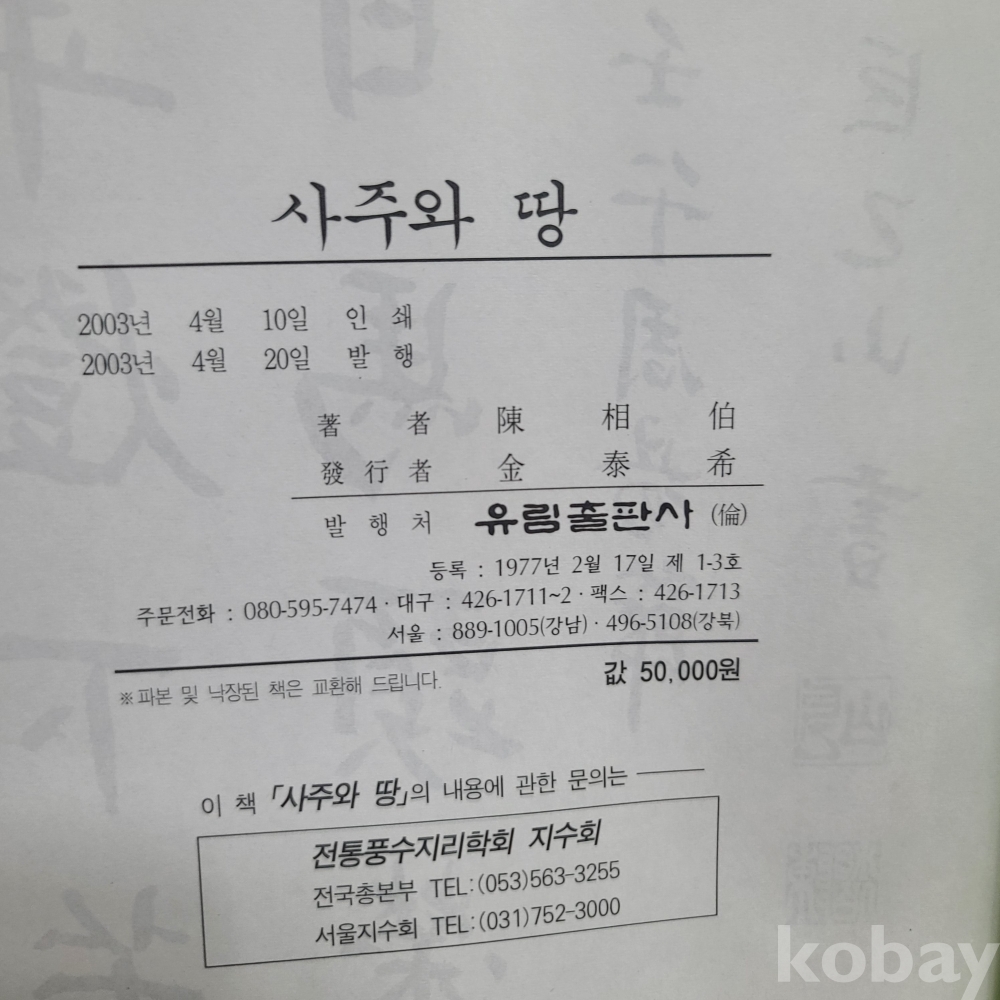 사주와 땅
2003년 4월 10일 인 쇄
2003년 4월 20일 발 행
著 者 陳 相 伯
發 行 者 金 泰 希
발 행 처 유림출판사 (倫)
등록 : 1977년 2월 17일 제 1-3호
주문전화 : 080-595-7474 · 대구 : 426-1711~2 · 팩스 : 426-1713
서울 : 889-1005(강남) · 496-5108(강북)
값 50,000원
※파본 및 낙장된 책은 교환해 드립니다.
이 책 「사주와 땅」의 내용에 관한 문의는
전통풍수지리학회 지수회
전국총본부 TEL:(053)563-3255
서울지수회 TEL:(031)752-3000
kobay